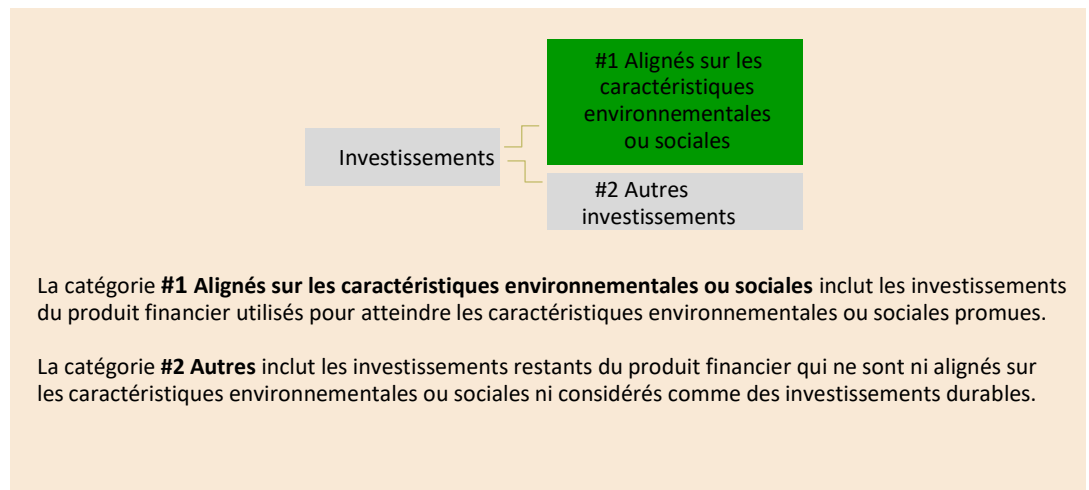 #1 Alignés sur les
caractéristiques
environnementales
ou sociales
Investissements
#2 Autres
investissements
La catégorie #1 Alignés sur les caractéristiques environnementales ou sociales inclut les investissements
du produit financier utilisés pour atteindre les caractéristiques environnementales ou sociales promues.
La catégorie #2 Autres inclut les investissements restants du produit financier qui ne sont ni alignés sur
les caractéristiques environnementales ou sociales ni considérés comme des investissements durables.